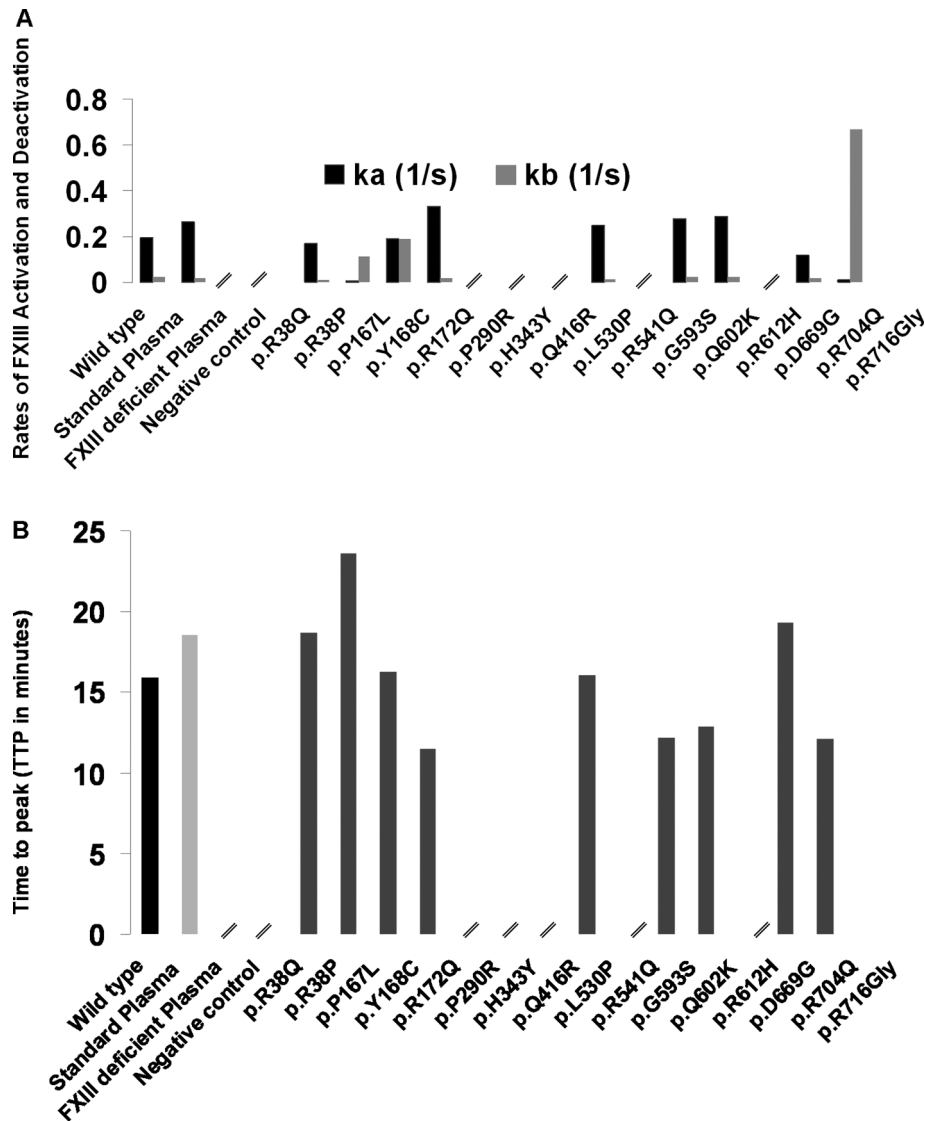 A
Rates of FXIII Activation and Deactivation
0.8
0.6
0.4
0.2
0
ka (1/s) kb (1/s)
Wild type
Standard Plasma
FXIII deficient Plasma
Negative control
p.R38Q
p.R38P
p.P167L
p.Y168C
p.R172Q
p.P290R
p.H343Y
p.Q416R
p.L530P
p.R541Q
p.G593S
p.Q602K
p.R612H
p.D669G
p.R704Q
p.R716Gly
B
Time to peak (TTP in minutes)
25
20
15
10
5
0
Wild type
Standard Plasma
FXIII deficient Plasma
Negative control
p.R38Q
p.R38P
p.P167L
p.Y168C
p.R172Q
p.P290R
p.H343Y
p.Q416R
p.L530P
p.R541Q
p.G593S
p.Q602K
p.R612H
p.D669G
p.R704Q
p.R716Gly